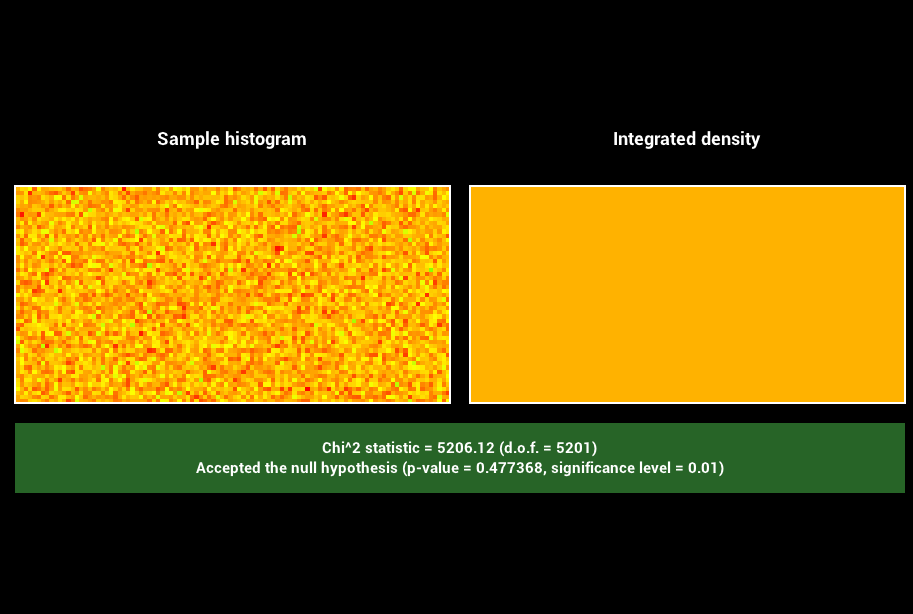 Sample histogram
Integrated density
Chi^2 statistic = 5206.12 (d.o.f. = 5201)
Accepted the null hypothesis (p-value = 0.477368, significance level = 0.01)